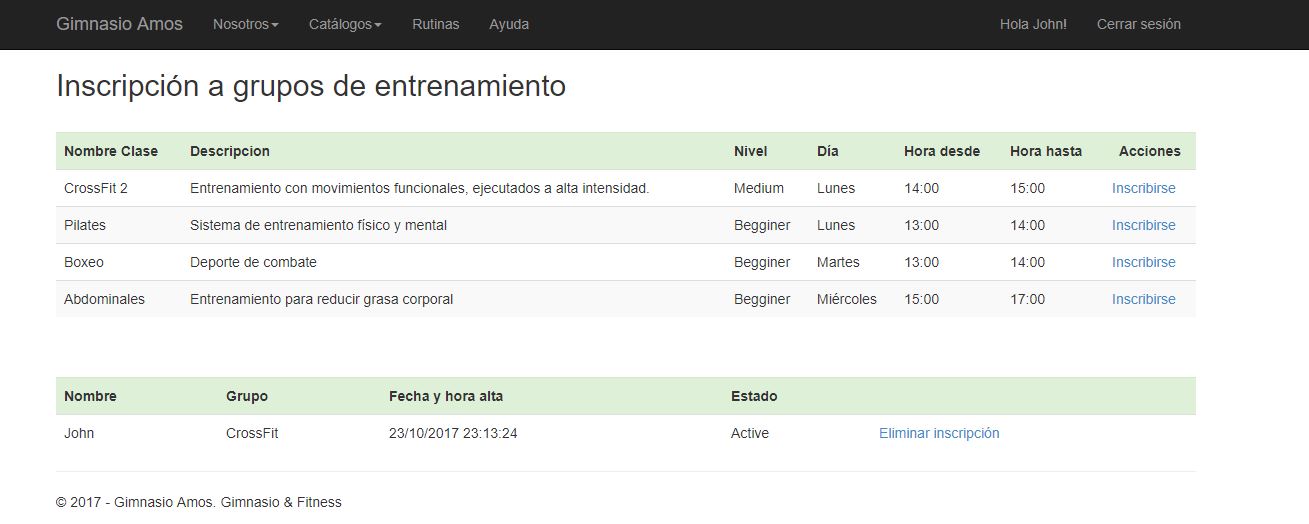 Gimnasio Amos Nosotros Catálogos Rutinas Ayuda Hola John! Cerrar sesión
Inscripción a grupos de entrenamiento
Nombre Clase Descripcion Nivel Día Hora desde Hora hasta Acciones
CrossFit 2 Entrenamiento con movimientos funcionales, ejecutados a alta intensidad. Medium Lunes 14:00 15:00 Inscribirse
Pilates Sistema de entrenamiento físico y mental Begginer Lunes 13:00 14:00 Inscribirse
Boxeo Deporte de combate Begginer Martes 13:00 14:00 Inscribirse
Abdominales Entrenamiento para reducir grasa corporal Begginer Miércoles 15:00 17:00 Inscribirse
Nombre Grupo Fecha y hora alta Estado
John CrossFit 23/10/2017 23:13:24 Active Eliminar inscripción
© 2017 - Gimnasio Amos. Gimnasio & Fitness